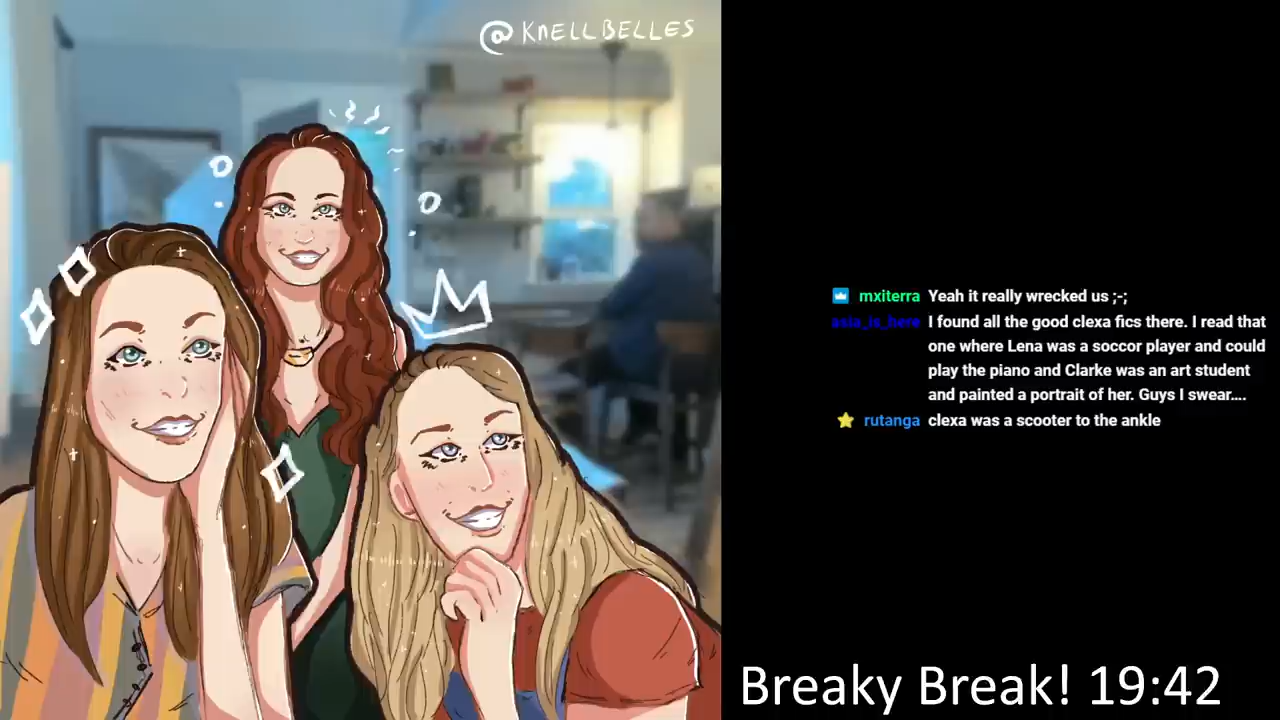 @KNELLBELLES
mxiterra Yeah it really wrecked us ;-;
asia_is_here I found all the good clexa fics there. I read that
one where Lena was a soccor player and could
play the piano and Clarke was an art student
and painted a portrait of her. Guys I swear....
rutanga clexa was a scooter to the ankle
Breaky Break! 19:42